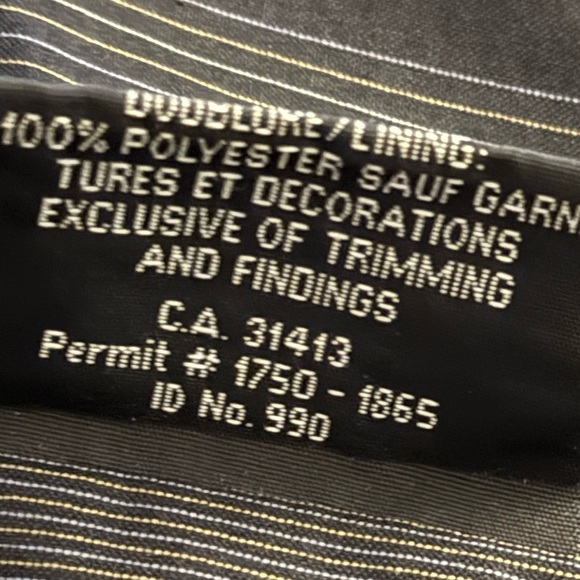 DOUBLURE/LINING:
100% POLYESTER SAUF GARN
TURES ET DECORATIONS
EXCLUSIVE OF TRIMMING
AND FINDINGS
C.A. 31413
Permit # 1750 - 1865
ID No. 990